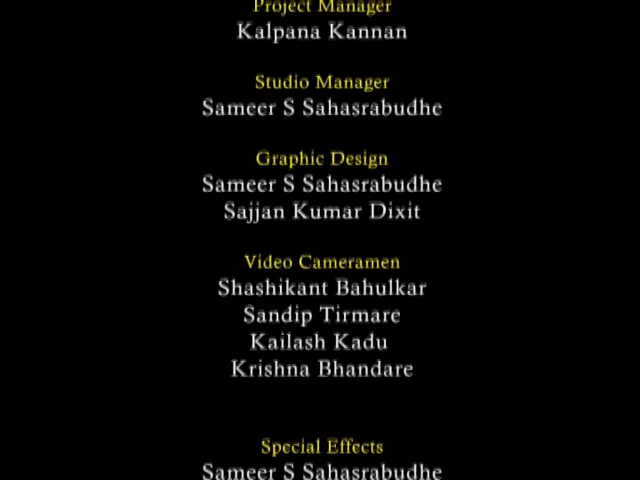 Project Manager
Kalpana Kannan
Studio Manager
Sameer S Sahasrabudhe
Graphic Design
Sameer S Sahasrabudhe
Sajjan Kumar Dixit
Video Cameramen
Shashikant Bahulkar
Sandip Tirmare
Kailash Kadu
Krishna Bhandare
Special Effects
Sameer S Sahasrabudhe